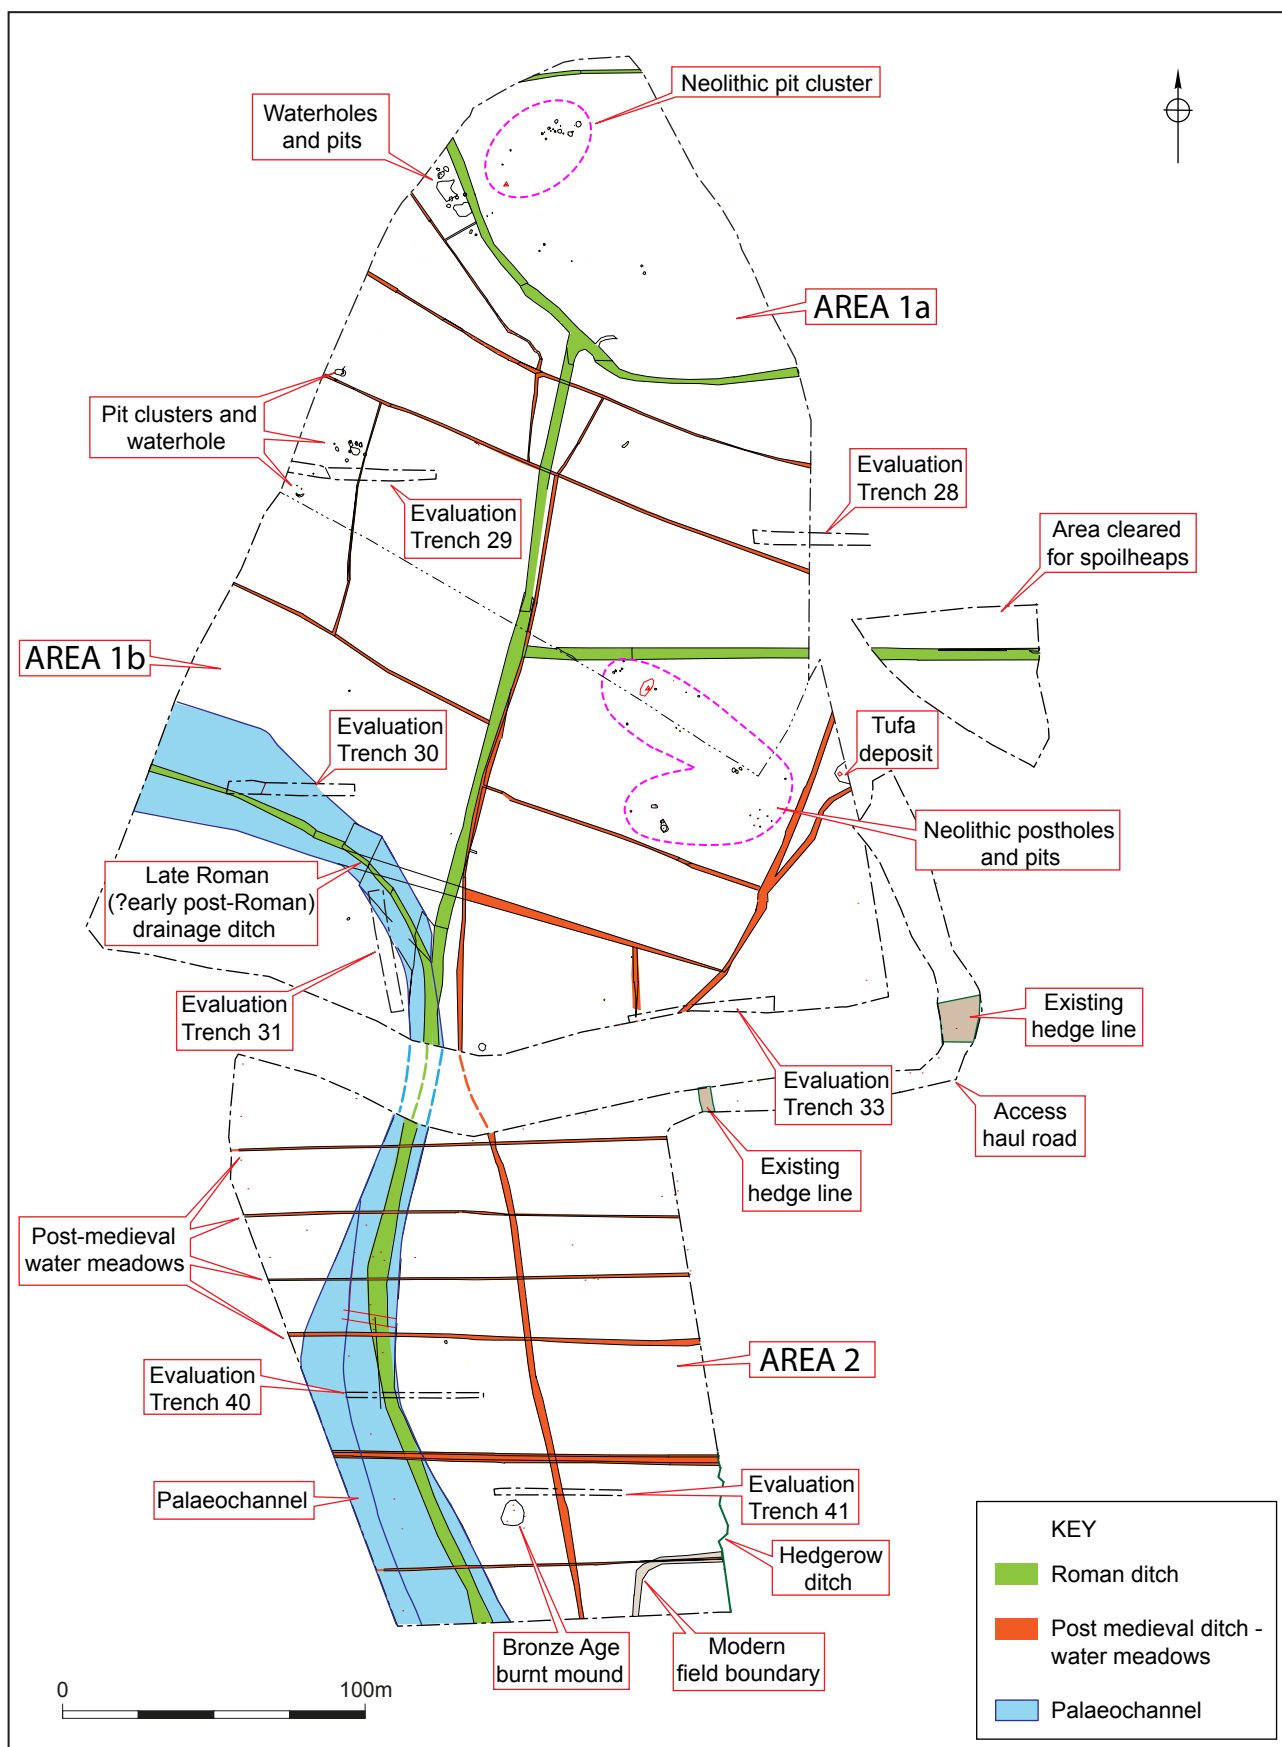 Neolithic pit cluster
Waterholes
and pits
AREA 1a
Pit clusters and
waterhole
Evaluation
Trench 28
Evaluation
Trench 29
Area cleared
for spoilheaps
AREA 1b
Evaluation
Trench 30
Tufa
deposit
Neolithic postholes
and pits
Late Roman
(?early post-Roman)
drainage ditch
Evaluation
Trench 31
Existing
hedge line
Evaluation
Trench 33
Access
haul road
Existing
hedge line
Post-medieval
water meadows
AREA 2
Evaluation
Trench 40
Palaeochannel
Evaluation
Trench 41
Hedgerow
ditch
Bronze Age
burnt mound
Modern
field boundary
0 100m
KEY
Roman ditch
Post medieval ditch -
water meadows
Palaeochannel